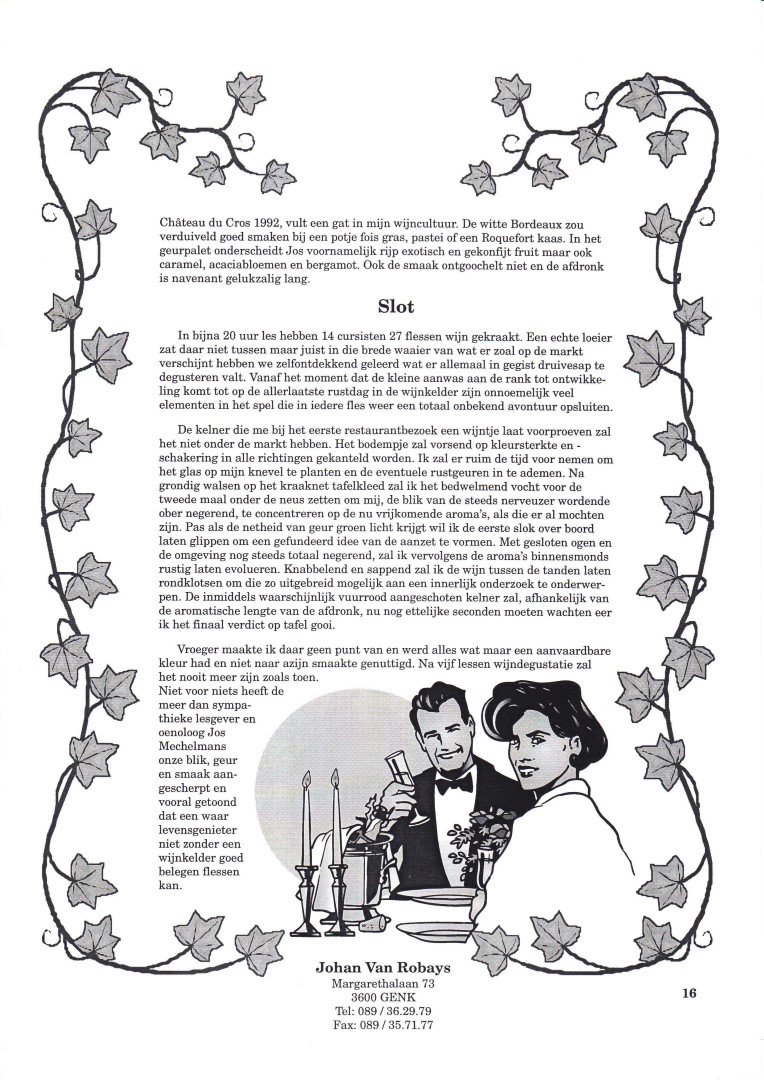 Château du Cros 1992, vult een gat in mijn wijncultuur. De witte Bordeaux zou
verduiveld goed smaken bij een potje fois gras, pastei of een Roquefort kaas. In het
geurpalet onderscheidt Jos voornamelijk rijp exotisch en gekonfijt fruit maar ook
caramel, acaciabloemen en bergamot. Ook de smaak ontgoochelt niet en de afdronk
is navenant gelukzalig lang.
Slot
In bijna 20 uur les hebben 14 cursisten 27 flessen wijn gekraakt. Een echte loeier
zat daar niet tussen maar juist in die brede waaier van wat er zoal op de markt
verschijnt hebben we zelfontdekkend geleerd wat er allemaal in gegist druivesap te
degusteren valt. Vanaf het moment dat de kleine aanwas aan de rank tot ontwikke-
ling komt tot op de allerlaatste rustdag in de wijnkelder zijn onnoemelijk veel
elementen in het spel die in iedere fles weer een totaal onbekend avontuur opsluiten.
De kelner die me bij het eerste restaurantbezoek een wijntje laat voorproeven zal
het niet onder de markt hebben. Het bodempje zal vorsend op kleursterkte en -
schakering in alle richtingen gekanteld worden. Ik zal er ruim de tijd voor nemen om
het glas op mijn knevel te planten en de eventuele rustgeuren in te ademen. Na
grondig walsen op het kraaknet tafelkleed zal ik het bedwelmend vocht voor de
tweede maal onder de neus zetten om mij, de blik van de steeds nerveuzer wordende
ober negerend, te concentreren op de nu vrijkomende aroma's, als die er al mochten
zijn. Pas als de netheid van geur groen licht krijgt wil ik de eerste slok over boord
laten glippen om een gefundeerd idee van de aanzet te vormen. Met gesloten ogen en
de omgeving nog steeds totaal negerend, zal ik vervolgens de aroma's binnensmonds
rustig laten evolueren. Knabbelend en sappend zal ik de wijn tussen de tanden laten
rondklotsen om die zo uitgebreid mogelijk aan een innerlijk onderzoek te onderwer-
pen. De inmiddels waarschijnlijk vuurrood aangeschoten kelner zal, afhankelijk van
de aromatische lengte van de afdronk, nu nog ettelijke seconden moeten wachten eer
ik het finaal verdict op tafel gooi.
Vroeger maakte ik daar geen punt van en werd alles wat maar een aanvaardbare
kleur had en niet naar azijn smaakte genuttigd. Na vijf lessen wijndegustatie zal
het nooit meer zijn zoals toen.
Niet voor niets heeft de
meer dan sympa-
thieke lesgever en
oenoloog Jos
Mechelmans
onze blik, geur
en smaak aan-
gescherpt en
vooral getoond
dat een waar
levensgenieter
niet zonder een
wijnkelder goed
belegen flessen
kan.
Johan Van Robays
Margarethalaan 73
3600 GENK
Tel: 089 / 36.29.79
Fax: 089 / 35.71.77
16